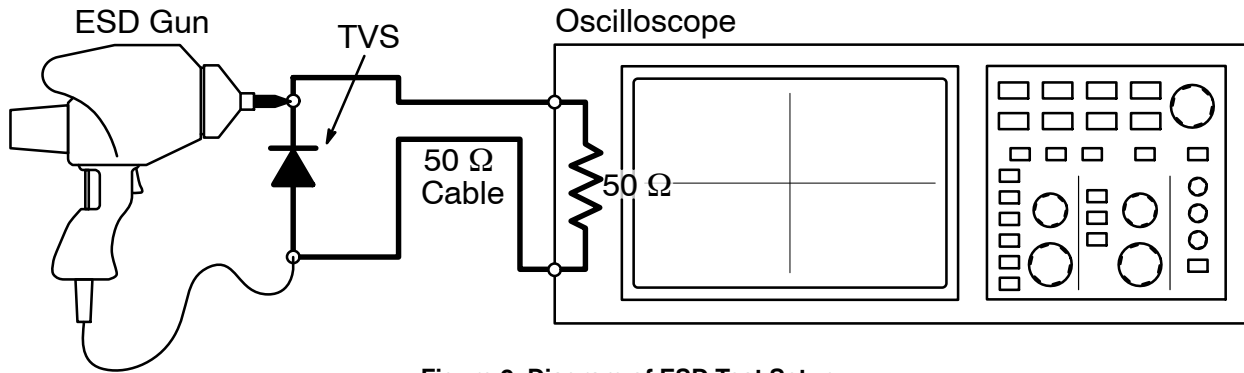 ESD Gun
TVS
Oscilloscope
50 Ω
Cable
50 Ω